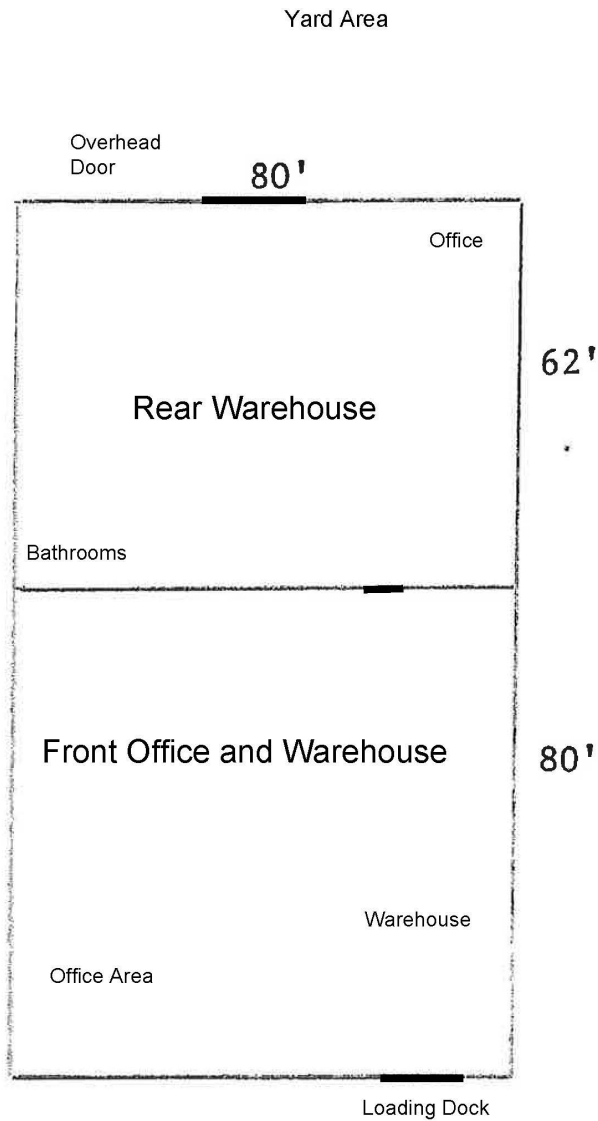 Yard Area
Overhead
Door
80'
Office
62'
Rear Warehouse
Bathrooms
Front Office and Warehouse
80'
Warehouse
Office Area
Loading Dock